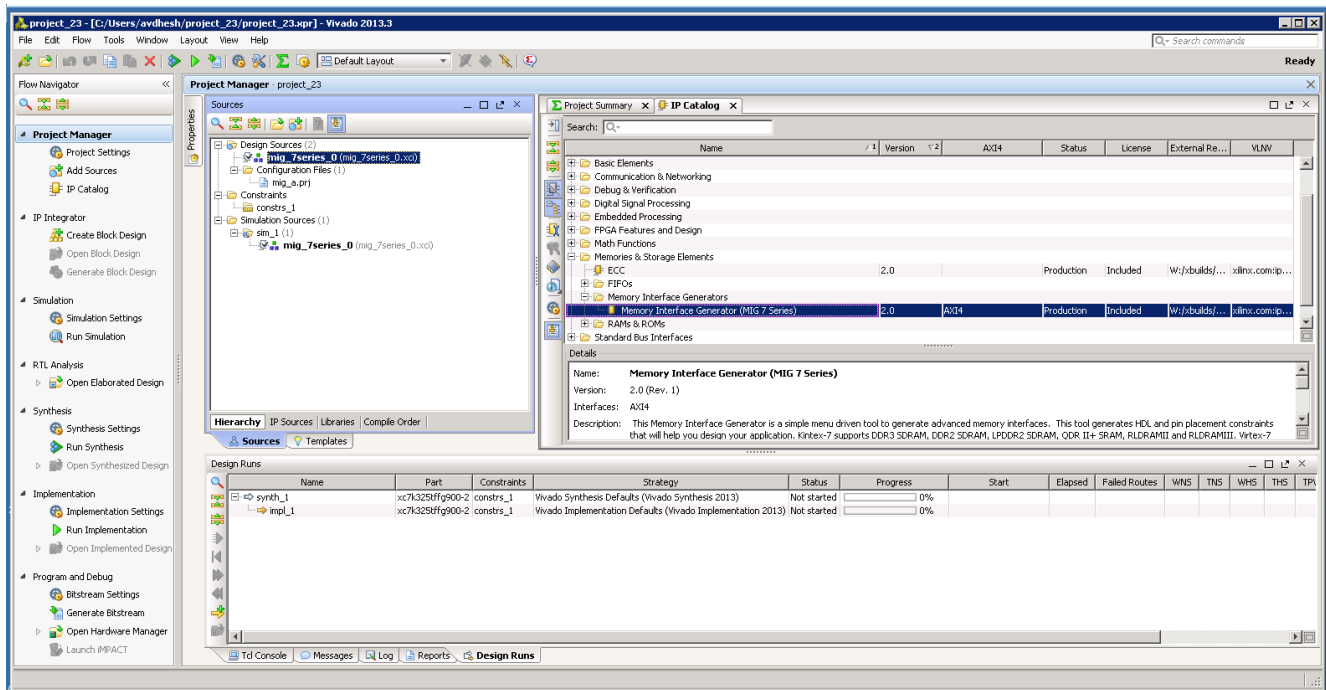 project_23 - [C:/Users/avdhesh/project_23/project_23.xpr] - Vivado 2013.3
File Edit Flow Tools Window Layout View Help
Search commands
Default Layout
Ready
Flow Navigator
Project Manager
Project Settings
Add Sources
IP Catalog
IP Integrator
Create Block Design
Open Block Design
Generate Block Design
Simulation
Simulation Settings
Run Simulation
RTL Analysis
Open Elaborated Design
Synthesis
Synthesis Settings
Run Synthesis
Open Synthesized Design
Implementation
Implementation Settings
Run Implementation
Open Implemented Design
Program and Debug
Bitstream Settings
Generate Bitstream
Open Hardware Manager
Launch iMPACT
Project Manager - project_23
Properties
Sources
Design Sources (2)
mig_7series_0 (mig_7series_0.xci)
Configuration Files (1)
mig_a.prj
Constraints
constrs_1
Simulation Sources (1)
sim_1 (1)
mig_7series_0 (mig_7series_0.xci)
Hierarchy IP Sources Libraries Compile Order
Sources Templates
Project Summary IP Catalog
Search:
Name 1 Version 2 AXI4 Status License External Re... VLNV
Basic Elements
Communication & Networking
Debug & Verification
Digital Signal Processing
Embedded Processing
FPGA Features and Design
Math Functions
Memories & Storage Elements
ECC 2.0 Production Included W:/xbuilds/... xilinx.com:ip...
FIFOs
Memory Interface Generators
Memory Interface Generator (MIG 7 Series) 2.0 AXI4 Production Included W:/xbuilds/... xilinx.com:ip...
RAMs & ROMs
Standard Bus Interfaces
Details
Name: Memory Interface Generator (MIG 7 Series)
Version: 2.0 (Rev. 1)
Interfaces: AXI4
Description: This Memory Interface Generator is a simple menu driven tool to generate advanced memory interfaces. This tool generates HDL and pin placement constraints
that will help you design your application. Kintex-7 supports DDR3 SDRAM, DDR2 SDRAM, LPDDR2 SDRAM, QDR II+ SRAM, RLDRAMII and RLDRAMIII. Virtex-7
Design Runs
Name Part Constraints Strategy Status Progress Start Elapsed Failed Routes WNS TNS WHS THS TPV
synth_1 xc7k325tffg900-2 constrs_1 Vivado Synthesis Defaults (Vivado Synthesis 2013) Not started 0%
impl_1 xc7k325tffg900-2 constrs_1 Vivado Implementation Defaults (Vivado Implementation 2013) Not started 0%
Tcl Console Messages Log Reports Design Runs